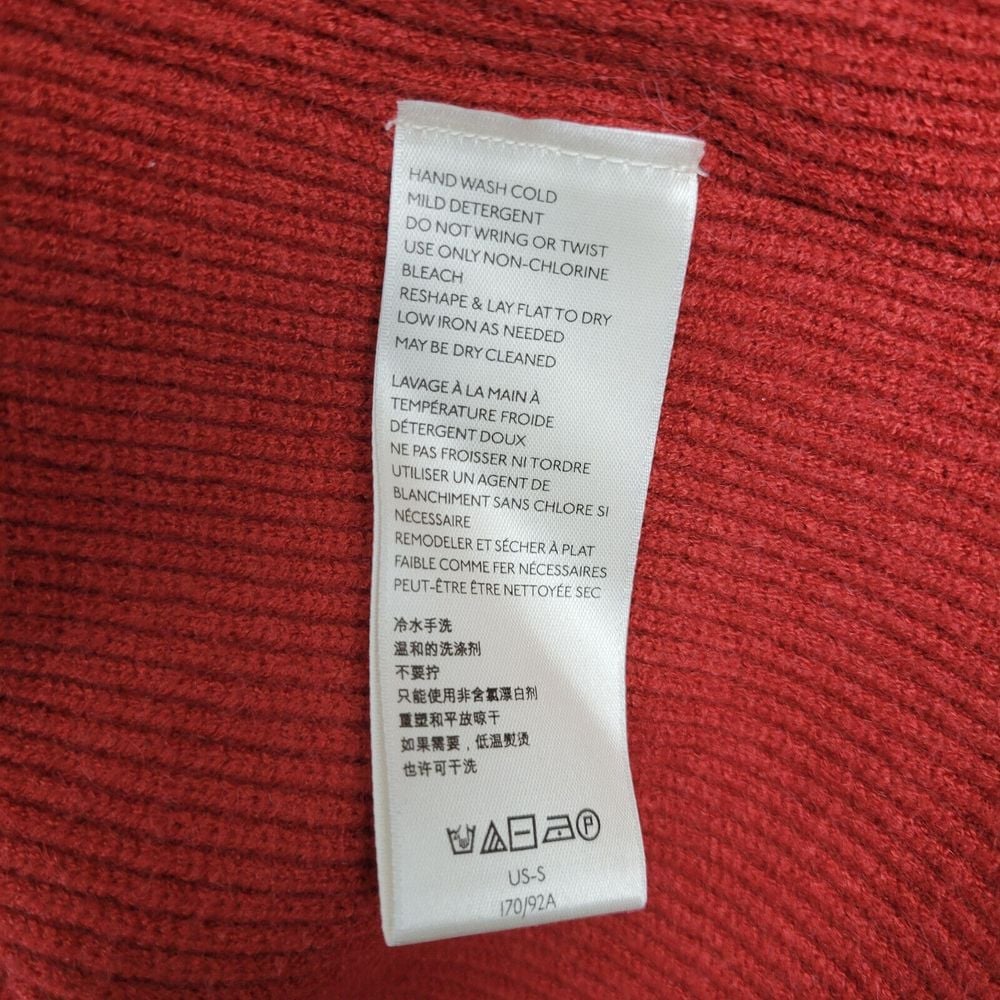 HAND WASH COLD
MILD DETERGENT
DO NOT WRING OR TWIST
USE ONLY NON-CHLORINE
BLEACH
RESHAPE & LAY FLAT TO DRY
LOW IRON AS NEEDED
MAY BE DRY CLEANED
LAVAGE À LA MAIN À
TEMPÉRATURE FROIDE
DÉTERGENT DOUX
NE PAS FROISSER NI TORDRE
UTILISER UN AGENT DE
BLANCHIMENT SANS CHLORE SI
NÉCESSAIRE
REMODELER ET SÉCHER À PLAT
FAIBLE COMME FER NÉCESSAIRES
PEUT-ÊTRE ÊTRE NETTOYÉE SEC
冷水手洗
温和的洗涤剂
不要拧
只能使用非含氯漂白剂
重塑和平放晾干
如果需要，低温熨烫
也许可干洗
P
US-S
170/92A